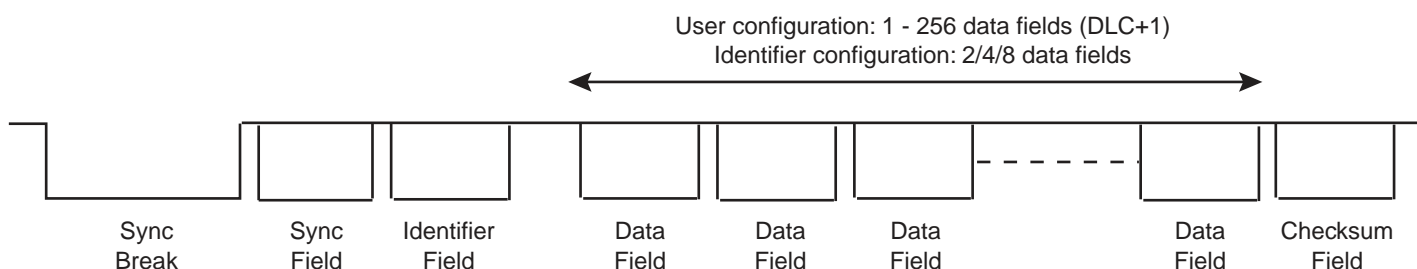 User configuration: 1 - 256 data fields (DLC+1)
Identifier configuration: 2/4/8 data fields
Sync Break
Sync Field
Identifier Field
Data Field
Data Field
Data Field
Data Field
Checksum Field